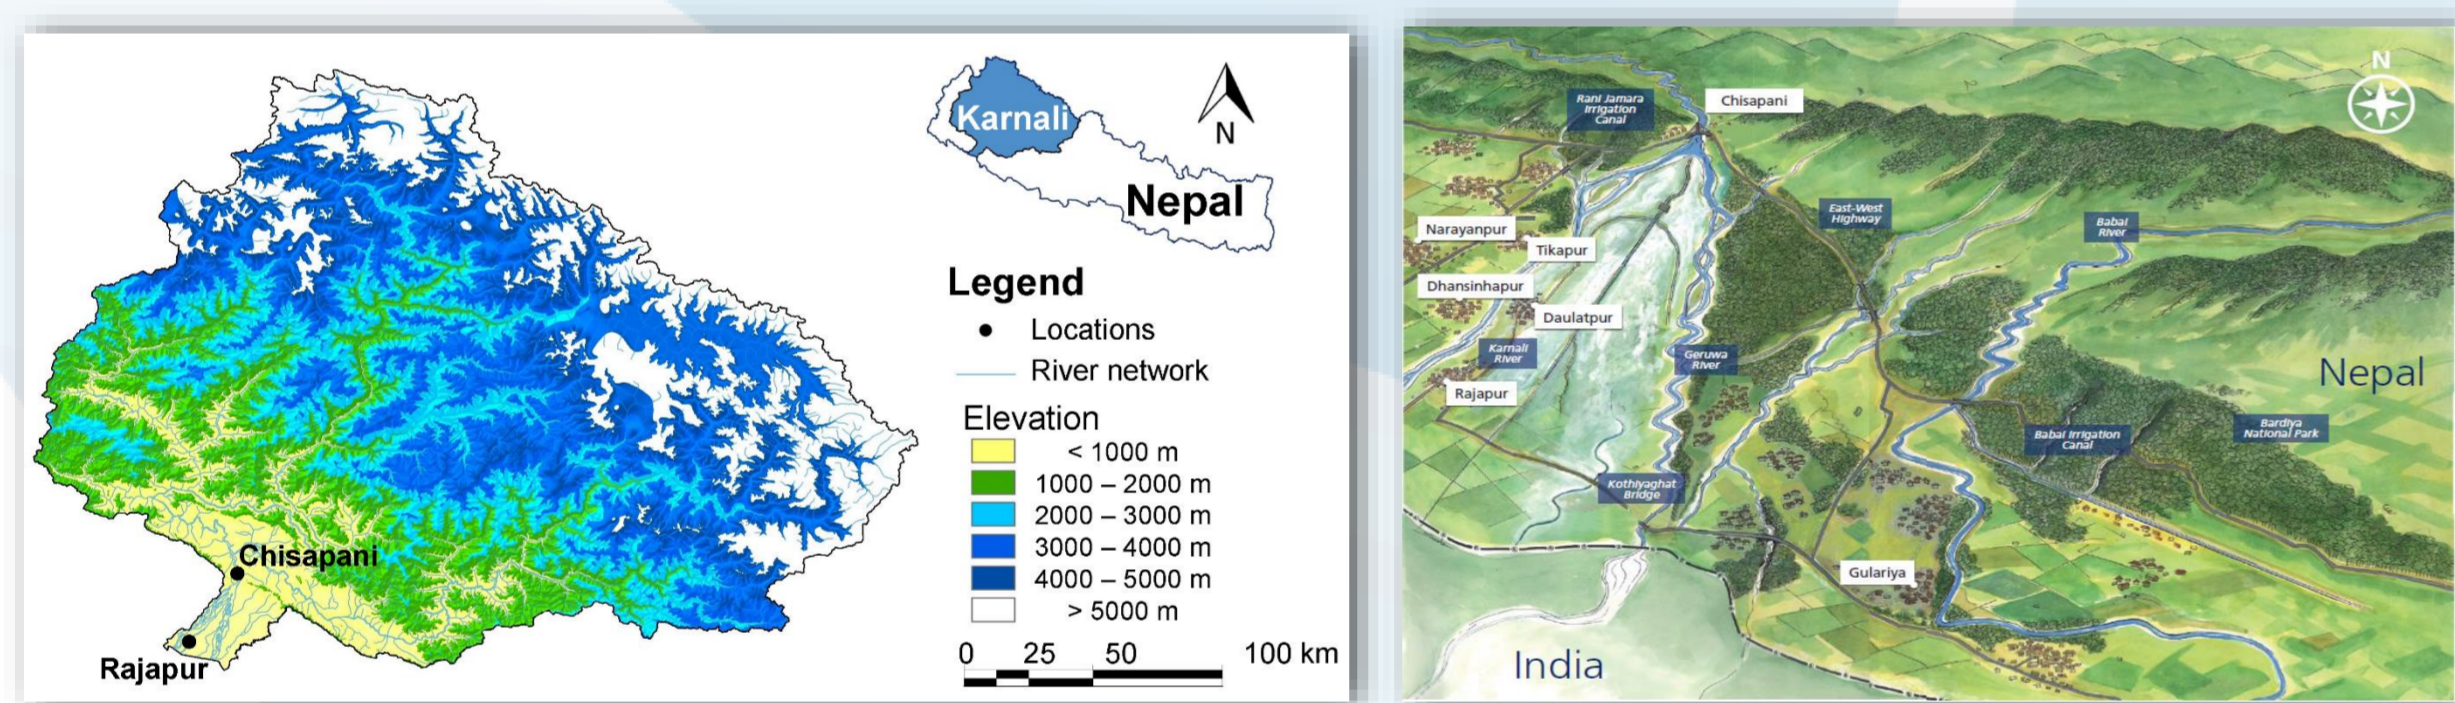 Karnali
N
Nepal
Legend
Locations
River network
Elevation
< 1000 m
1000 – 2000 m
2000 – 3000 m
3000 – 4000 m
4000 – 5000 m
> 5000 m
0 25 50 100 km
Chisapani
Rajapur
N
Rani Jamara
Irrigation
Canal
Chisapani
East-West
Highway
Babai
River
Narayanpur
Tikapur
Dhansinhapur
Daulatpur
Karnali
River
Geruwa
River
Rajapur
Nepal
Babai Irrigation
Canal
Bardiya
National Park
Kothiyaghat
Bridge
Gulariya
India